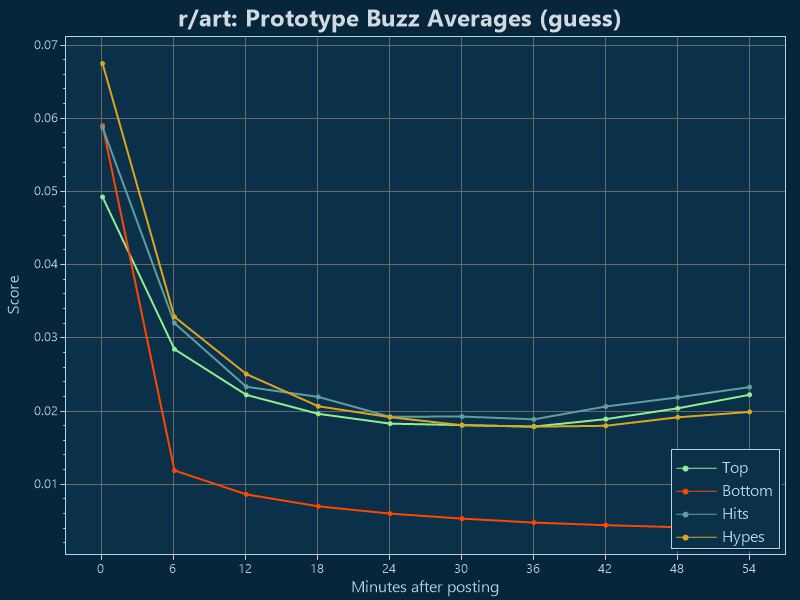 r/art: Prototype Buzz Averages (guess)
0.07
0.06
0.05
0.04
0.03
0.02
0.01
Score
0 6 12 18 24 30 36 42 48 54
Minutes after posting
Top
Bottom
Hits
Hypes